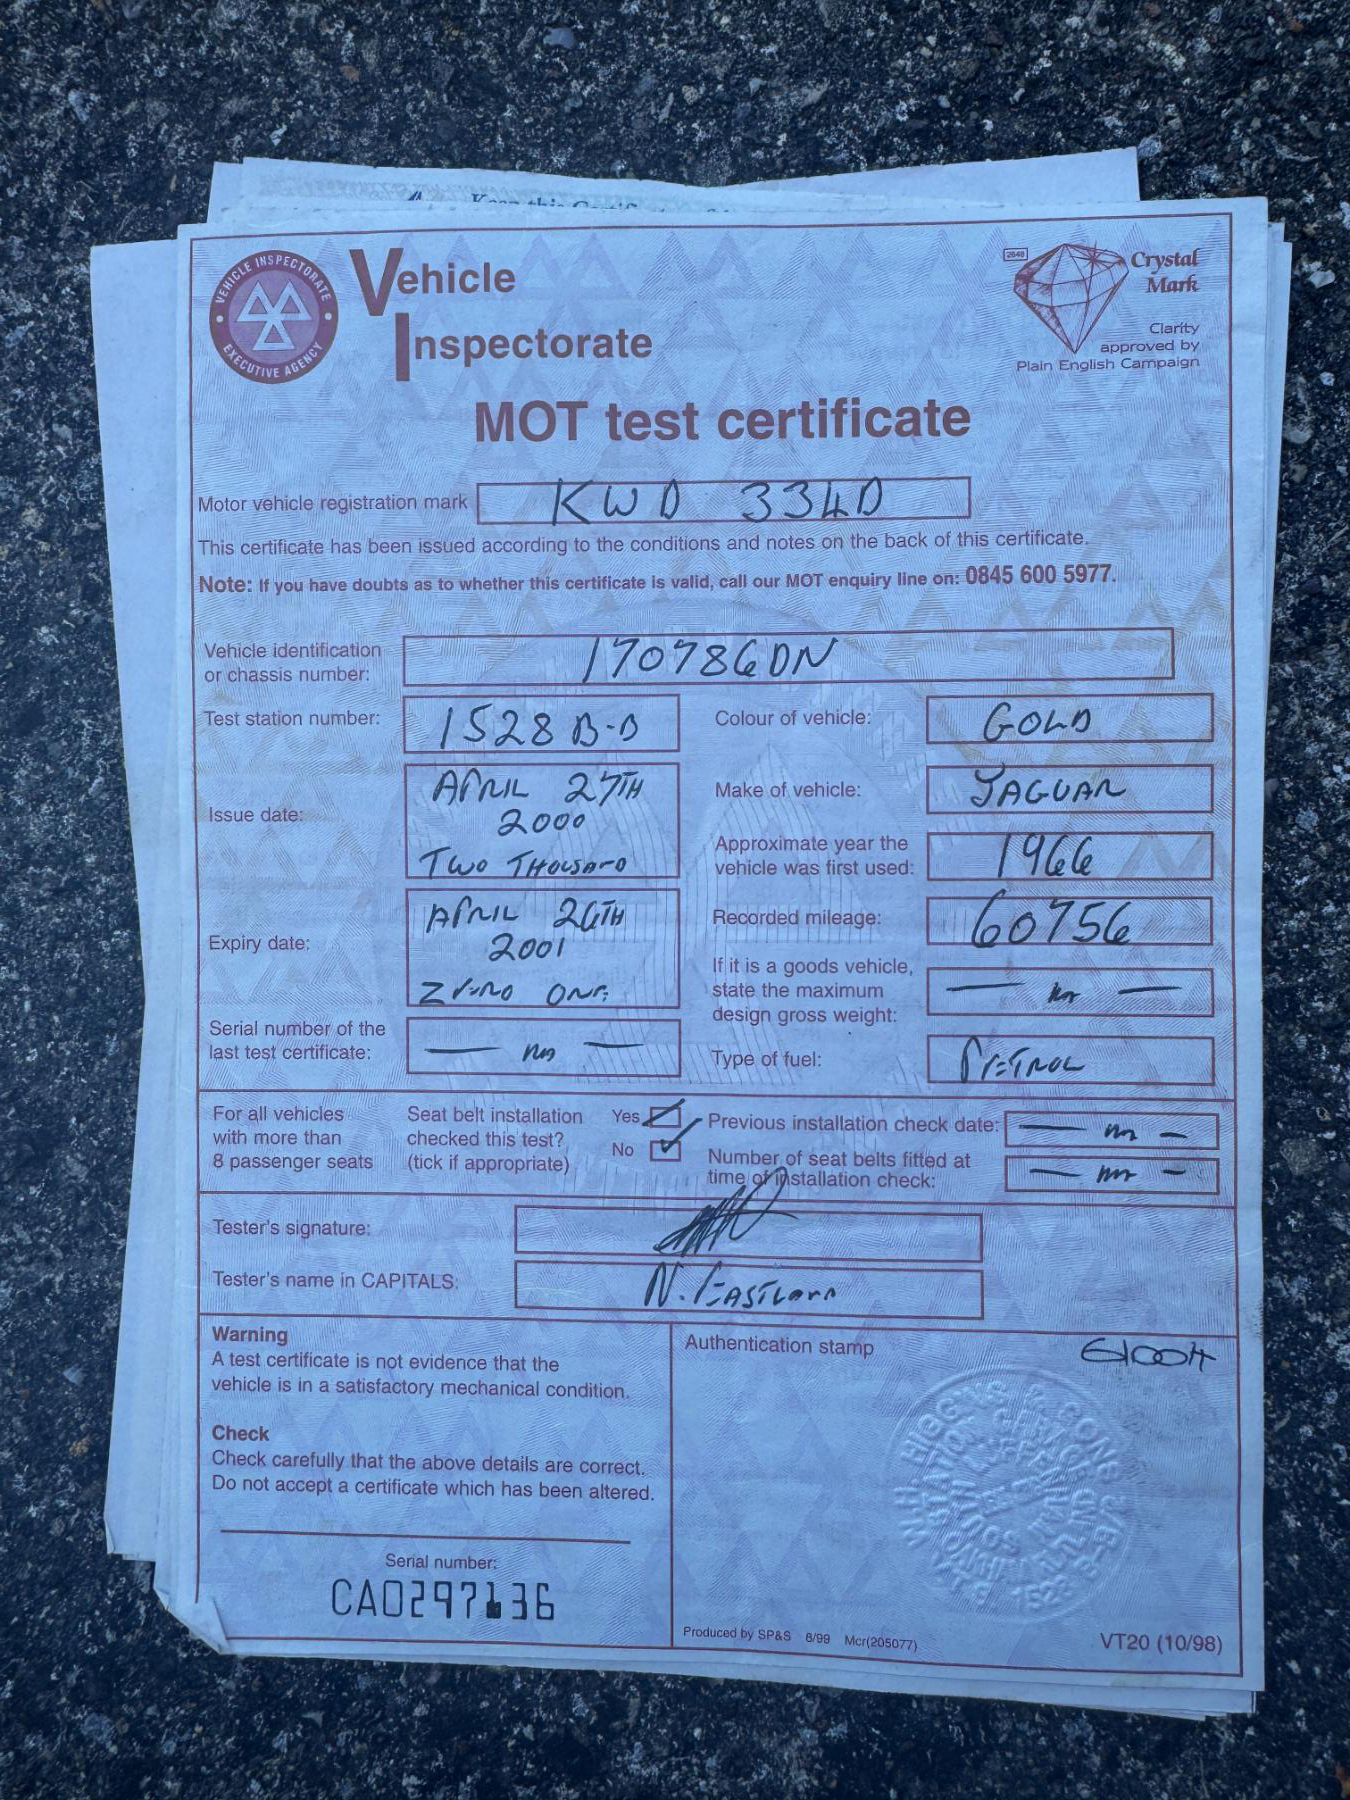 VEHICLE INSPECTORATE
EXECUTIVE AGENCY
Vehicle
Inspectorate
2648
Crystal
Mark
Clarity
approved by
Plain English Campaign
MOT test certificate
Motor vehicle registration mark KWD 334D
This certificate has been issued according to the conditions and notes on the back of this certificate.
Note: If you have doubts as to whether this certificate is valid, call our MOT enquiry line on: 0845 600 5977.
Vehicle identification
or chassis number: 170786DN
Test station number: 1528 B-D
Colour of vehicle: GOLD
Issue date: APRIL 27TH
2000
TWO THOUSAND
Make of vehicle: JAGUAR
Approximate year the
vehicle was first used: 1966
Expiry date: APRIL 26TH
2001
ZERO ONE
Recorded mileage: 60756
If it is a goods vehicle,
state the maximum
design gross weight:
Serial number of the
last test certificate:
Type of fuel: PETROL
For all vehicles
with more than
8 passenger seats
Seat belt installation
checked this test?
(tick if appropriate)
Yes
No
Previous installation check date:
Number of seat belts fitted at
time of installation check:
Tester's signature:
Tester's name in CAPITALS: N.
Warning
A test certificate is not evidence that the
vehicle is in a satisfactory mechanical condition.
Check
Check carefully that the above details are correct.
Do not accept a certificate which has been altered.
Serial number:
CA0297136
Authentication stamp
Produced by SP&S 8/99 Mcr(205077)
VT20 (10/98)